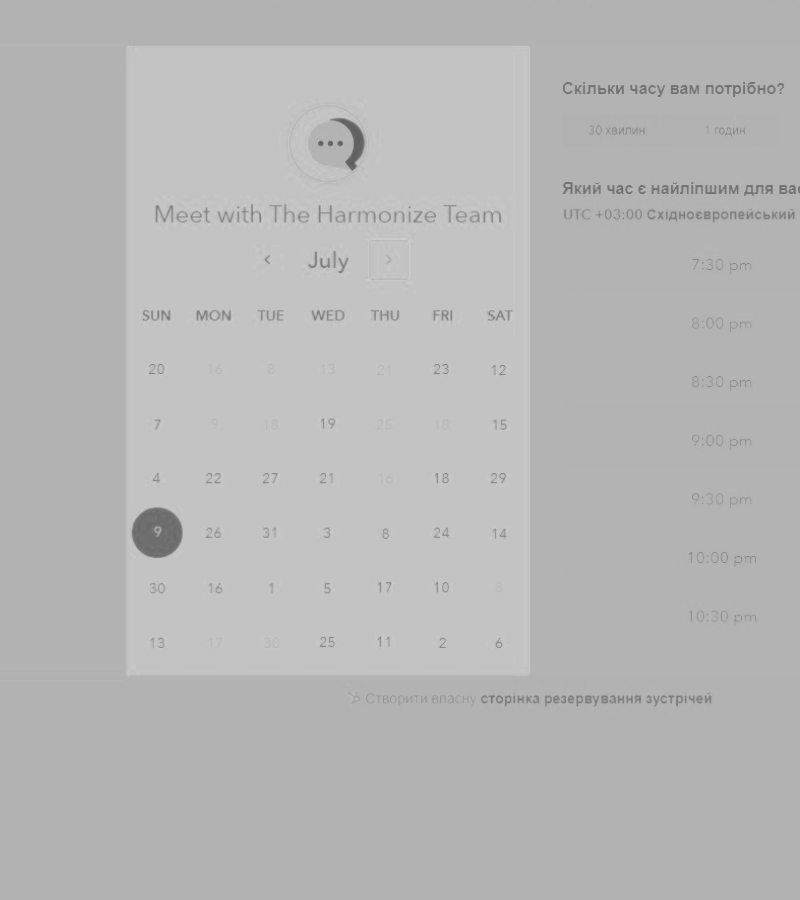 Meet with The Harmonize Team
July
SUN MON TUE WED THU FRI SAT
20 16 8 13 21 23 12
7 9 18 19 25 18 15
4 22 27 21 16 18 29
9 26 31 3 8 24 14
30 16 1 5 17 10 8
13 17 30 25 11 2 6
Скільки часу вам потрібно?
30 хвилин 1 годин
Який час є найліпшим для вас
UTC +03:00 Східноєвропейський
7:30 pm
8:00 pm
8:30 pm
9:00 pm
9:30 pm
10:00 pm
10:30 pm
Створити власну сторінка резервування зустрічей